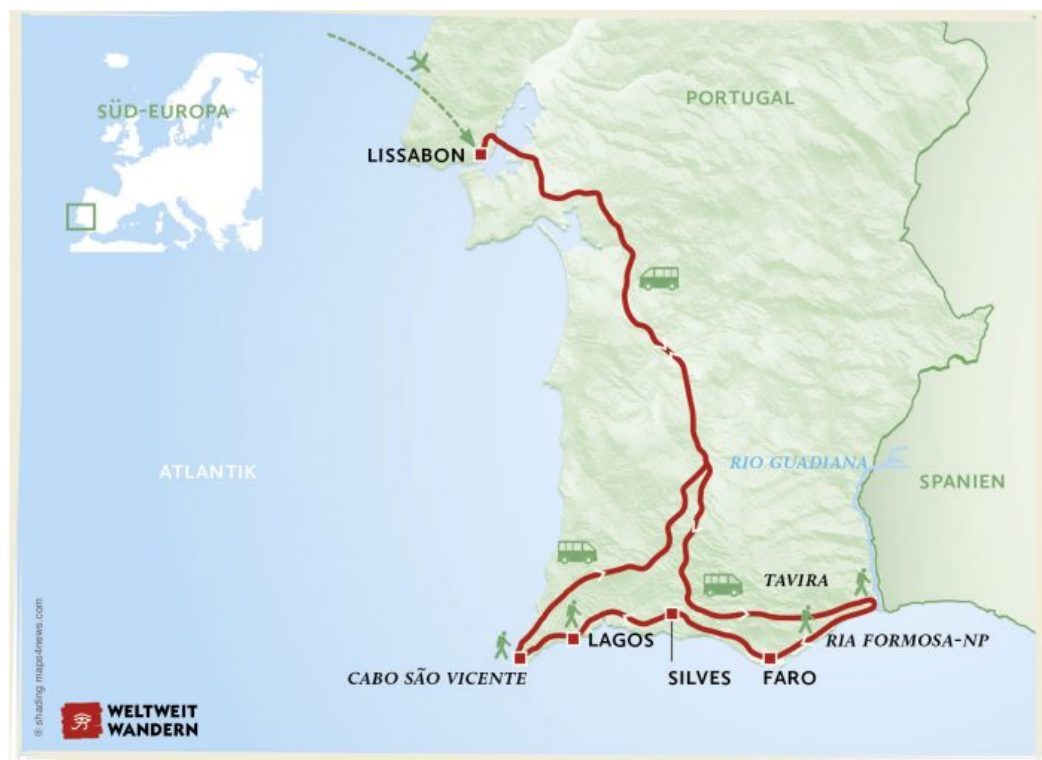 SÜD-EUROPA
PORTUGAL
LISSABON
RIO GUADIANA
ATLANTIK
SPANIEN
TAVIRA
LAGOS
RIA FORMOSA-NP
CABO SÃO VICENTE
SILVES
FARO
® shading maps4news.com
WELTWEIT
WANDERN